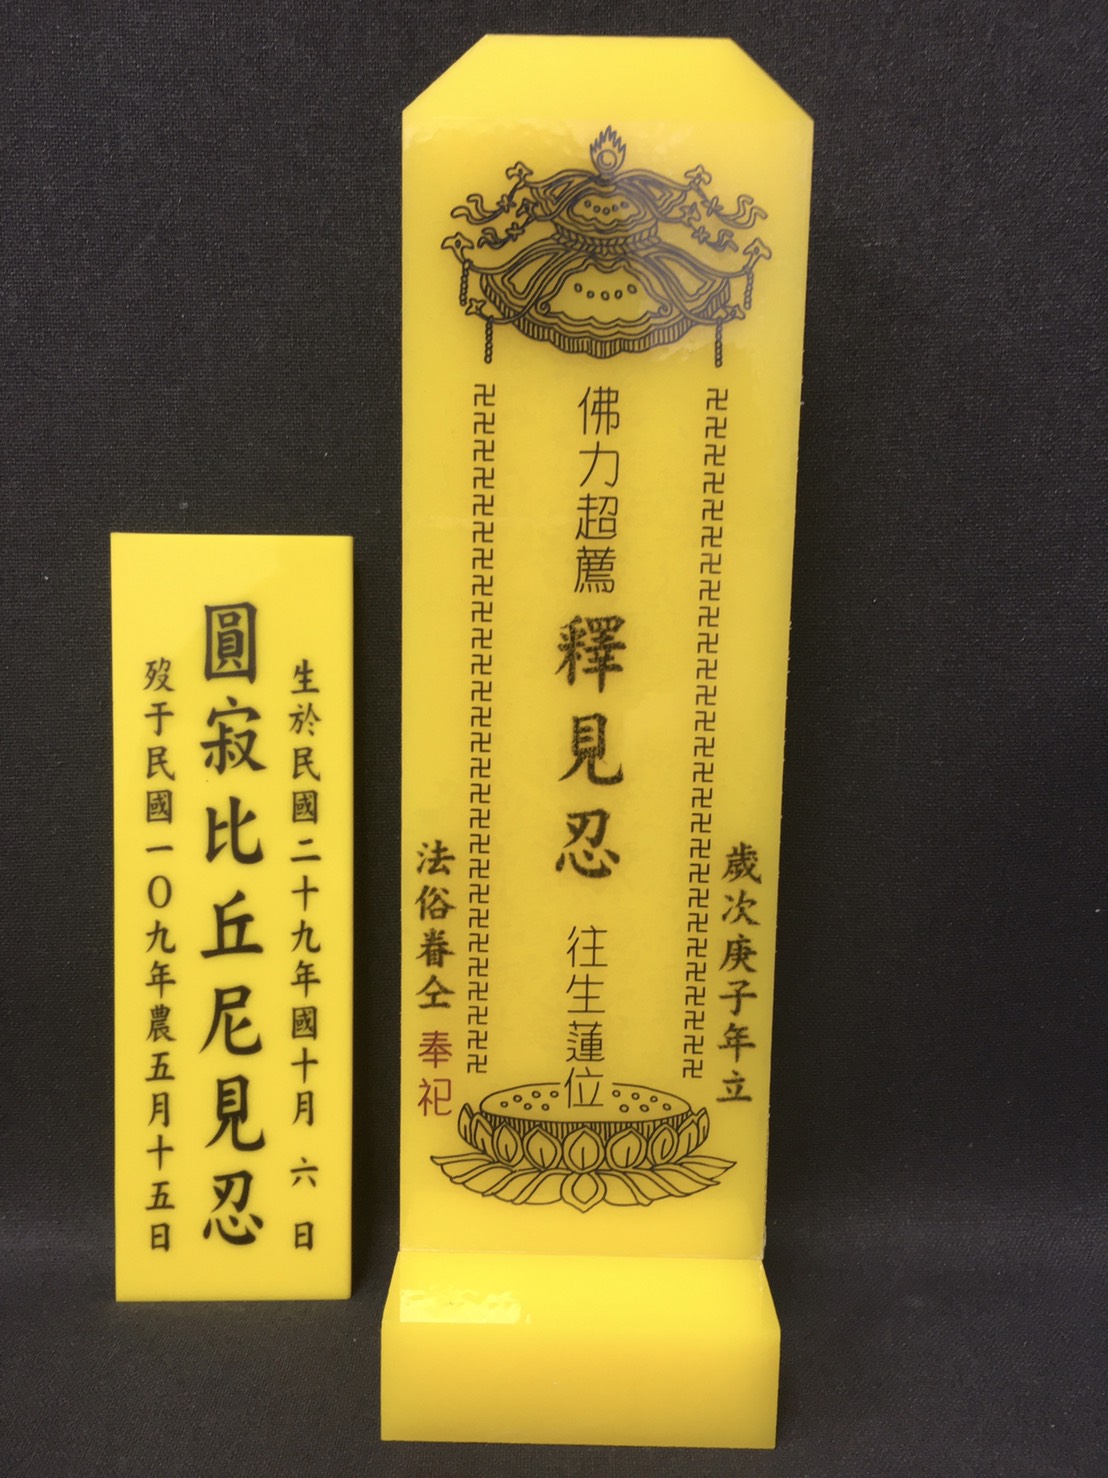 歲次庚子年立
佛力超薦釋見忍往生蓮位
法俗眷仝奉祀
生於民國二十九年國十月六日
圓寂比丘尼見忍
歿于民國一〇九年農五月十五日